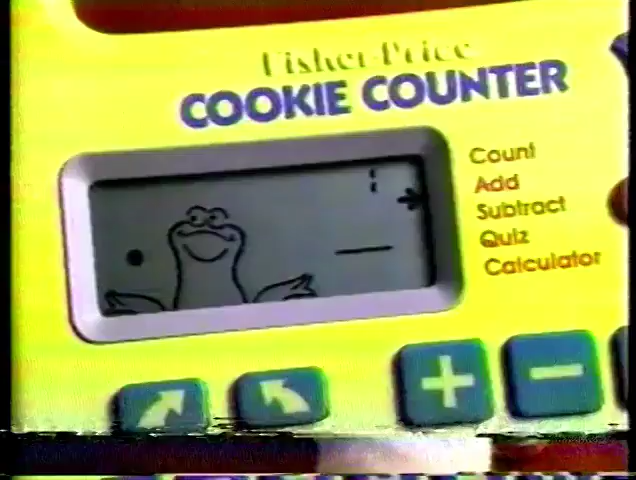 Fisher-Price
COOKIE COUNTER
Count
Add
Subtract
Quiz
Calculator
+
−